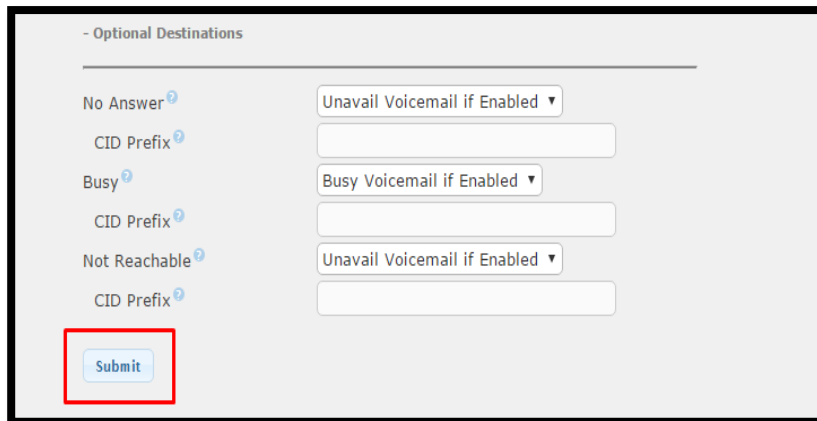 - Optional Destinations
No Answer ? Unavail Voicemail if Enabled ▼
CID Prefix ?
Busy ? Busy Voicemail if Enabled ▼
CID Prefix ?
Not Reachable ? Unavail Voicemail if Enabled ▼
CID Prefix ?
Submit